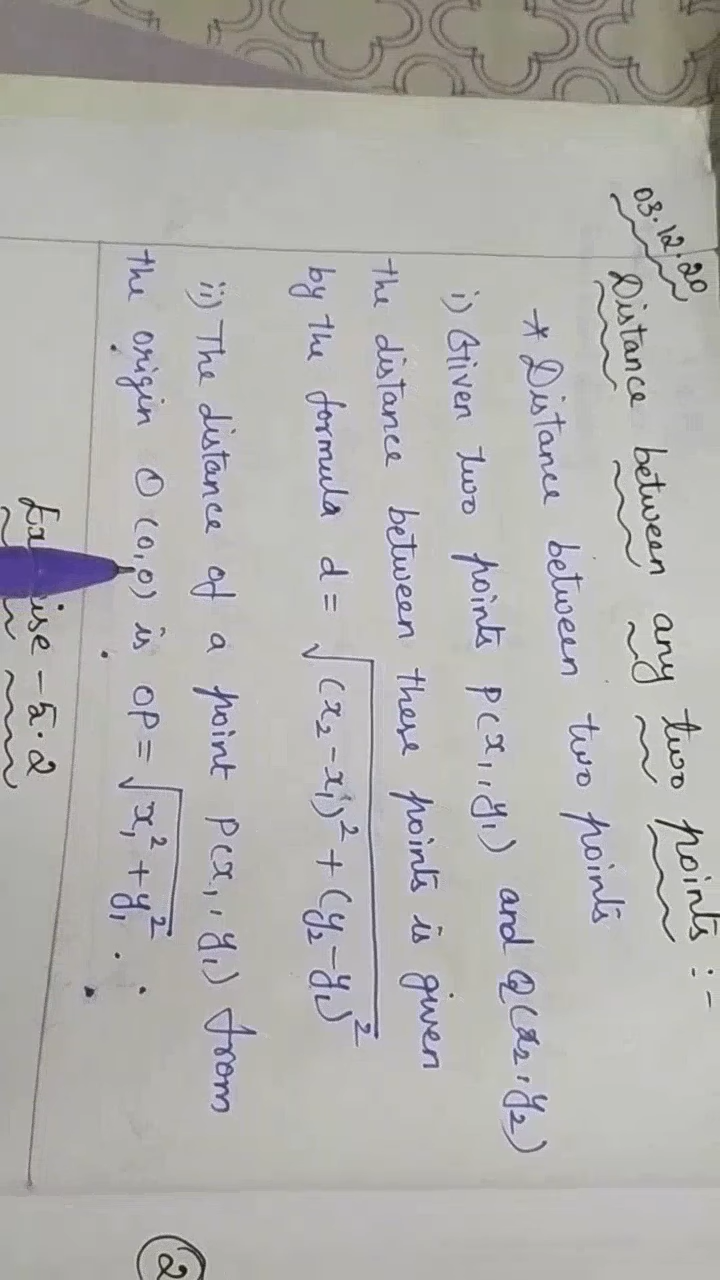 03.12.20
Distance between any two points :-
* Distance between two points
i) Given two points P(x₁, y₁) and Q(x₂, y₂)
the distance between these points is given
by the formula d = √(x₂-x₁)² + (y₂-y₁)²
ii) The distance of a point P(x₁, y₁) from
the origin O(0,0) is OP = √x₁² + y₁² .
-5.2
2